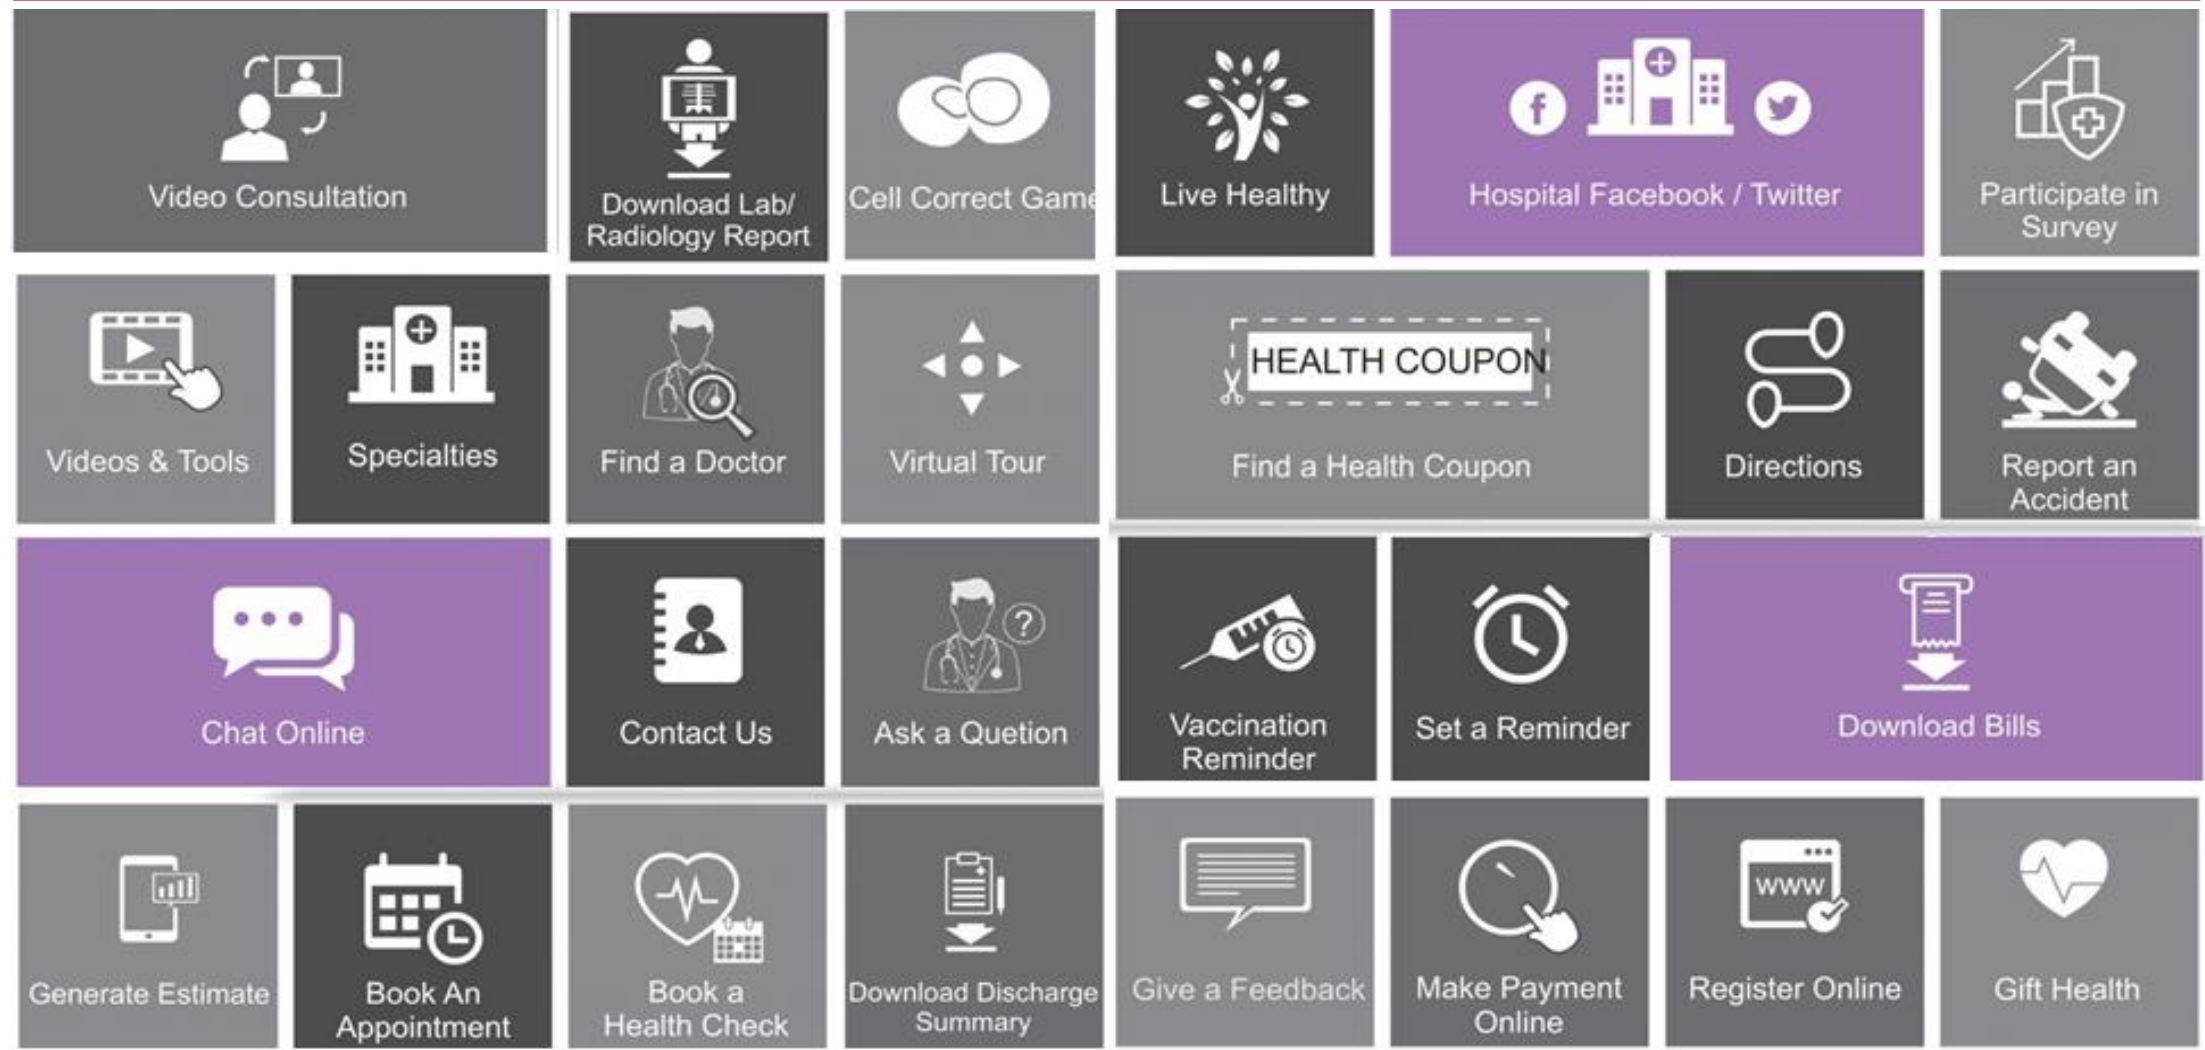 Video Consultation
Download Lab/
Radiology Report
Cell Correct Game
Live Healthy
f
Hospital Facebook / Twitter
Participate in
Survey
Videos & Tools
Specialties
Find a Doctor
Virtual Tour
HEALTH COUPON
Find a Health Coupon
Directions
Report an
Accident
Chat Online
Contact Us
?
Ask a Quetion
Vaccination
Reminder
Set a Reminder
Download Bills
Generate Estimate
Book An
Appointment
Book a
Health Check
Download Discharge
Summary
Give a Feedback
Make Payment
Online
www
Register Online
Gift Health